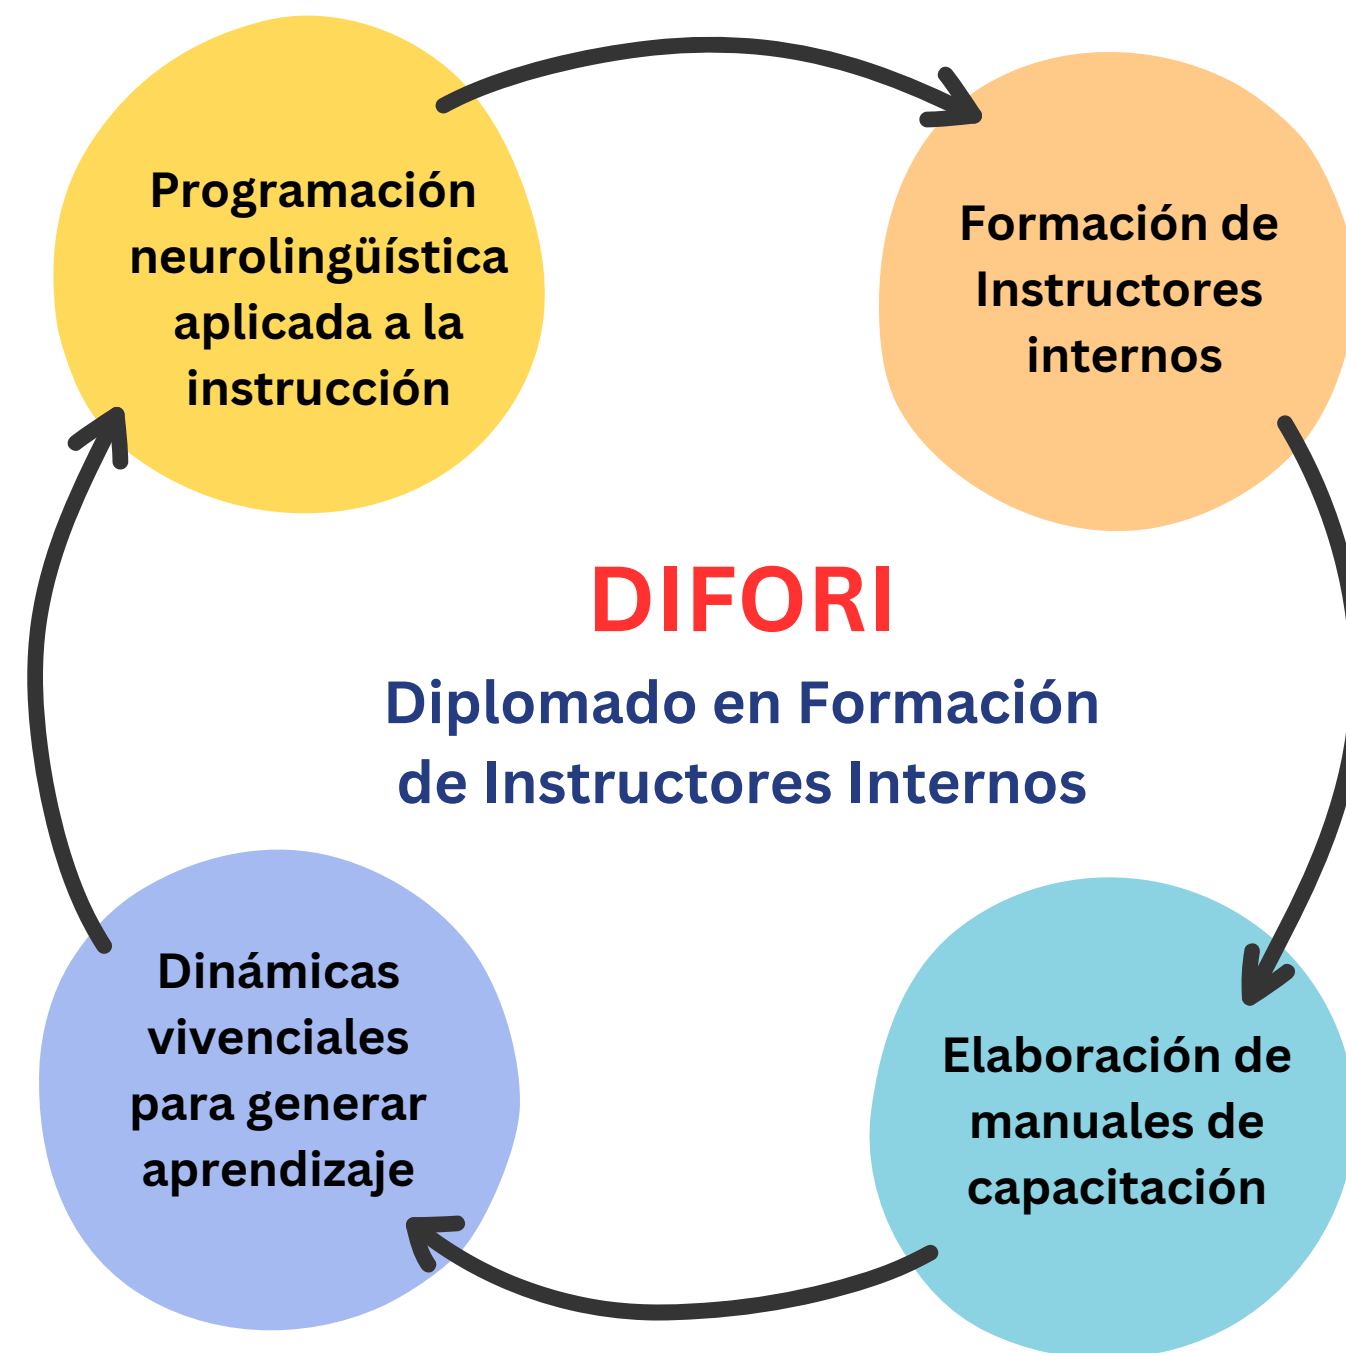 Programación
neurolingüística
aplicada a la
instrucción
Formación de
Instructores
internos
DIFORI
Diplomado en Formación
de Instructores Internos
Dinámicas
vivenciales
para generar
aprendizaje
Elaboración de
manuales de
capacitación